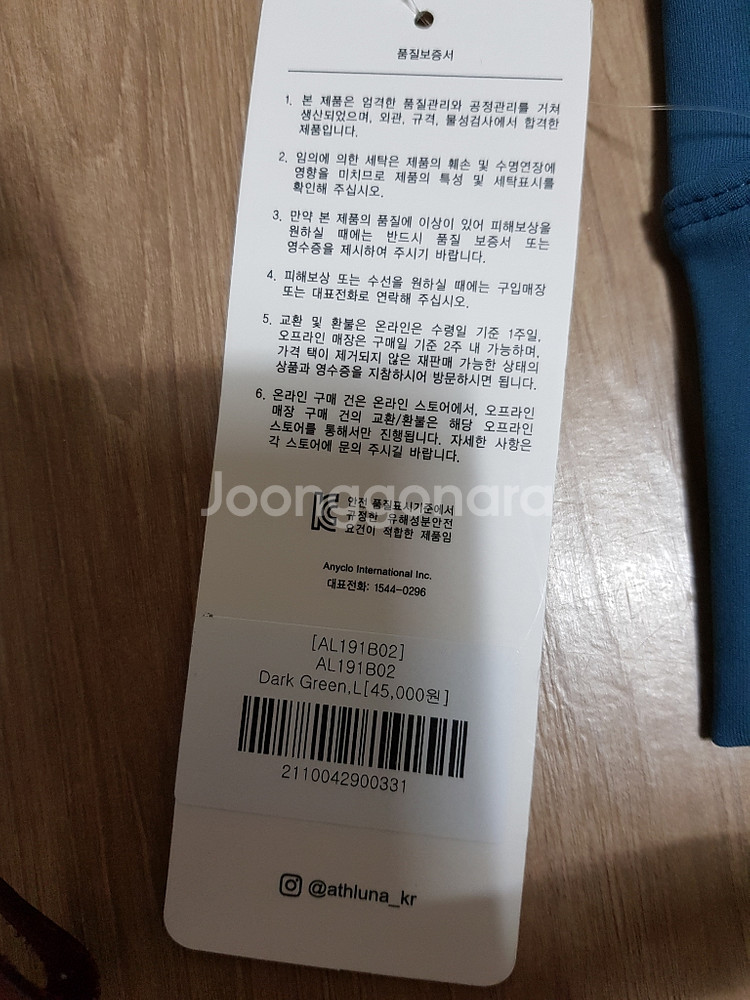 품질보증서
1. 본 제품은 엄격한 품질관리와 공정관리를 거쳐
생산되었으며, 외관, 규격, 물성검사에서 합격한
제품입니다.
2. 임의에 의한 세탁은 제품의 훼손 및 수명연장에
영향을 미치므로 제품의 특성 및 세탁표시를
확인해 주십시오.
3. 만약 본 제품의 품질에 이상이 있어 피해보상을
원하실 때에는 반드시 품질 보증서 또는
영수증을 제시하여 주시기 바랍니다.
4. 피해보상 또는 수선을 원하실 때에는 구입매장
또는 대표전화로 연락해 주십시오.
5. 교환 및 환불은 온라인은 수령일 기준 1주일,
오프라인 매장은 구매일 기준 2주 내 가능하며,
가격 택이 제거되지 않은 재판매 가능한 상태의
상품과 영수증을 지참하시어 방문하시면 됩니다.
6. 온라인 구매 건은 온라인 스토어에서, 오프라인
매장 구매 건의 교환/환불은 해당 오프라인
스토어를 통해서만 진행됩니다. 자세한 사항은
각 스토어에 문의 주시길 바랍니다.
Joonggonara
안전 품질표시기준에서
규정한 유해성분안전
요건이 적합한 제품임
Anyclo International Inc.
대표전화: 1544-0296
[AL191B02]
AL191B02
Dark Green,L[45,000원]
2110042900331
@athluna_kr